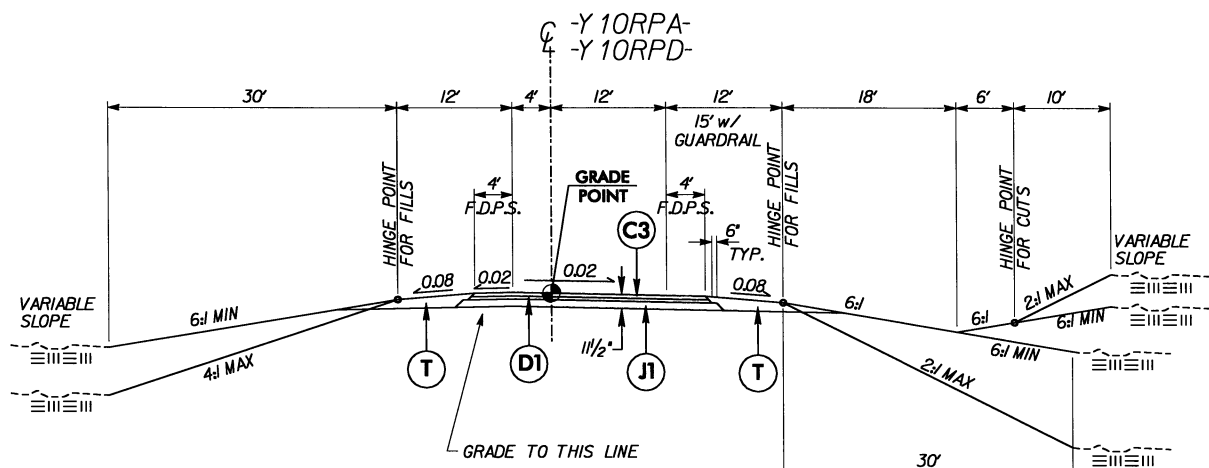 ℄ -Y10RPA-
-Y10RPD-
30' 12' 4' 12' 12' 18' 6' 10'
15' w/
GUARDRAIL
HINGE POINT
FOR FILLS
4'
F.D.P.S.
GRADE
POINT
4'
F.D.P.S.
HINGE POINT
FOR FILLS
HINGE POINT
FOR CUTS
C3
6"
TYP.
VARIABLE
SLOPE
0.08 0.02 0.02 0.08
2:1 MAX
VARIABLE
SLOPE
6:1 MIN
6:1
6:1
6:1 MIN
6:1 MIN
4:1 MAX
T
D1
11 1/2"
J1
T
2:1 MAX
GRADE TO THIS LINE
30'